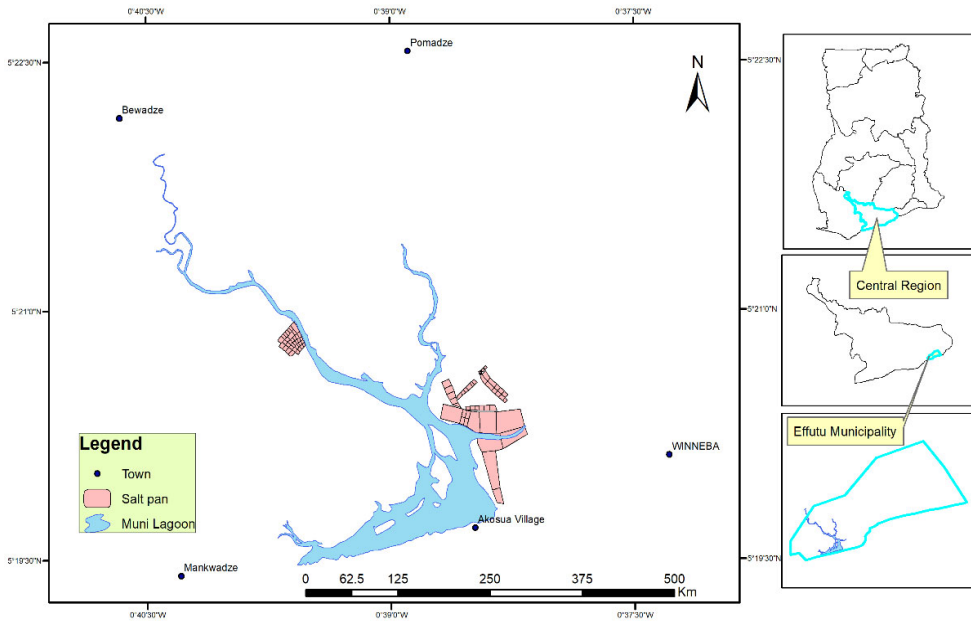 0°40'30"W
0°39'0"W
0°37'30"W
5°22'30"N
5°22'30"N
Pomadze
N
Bewadze
Central Region
5°21'0"N
5°21'0"N
Effutu Municipality
Legend
Town
Salt pan
Muni Lagoon
WINNEBA
Akosua Village
5°19'30"N
5°19'30"N
Mankwadze
0 62.5 125 250 375 500
Km
0°40'30"W
0°39'0"W
0°37'30"W